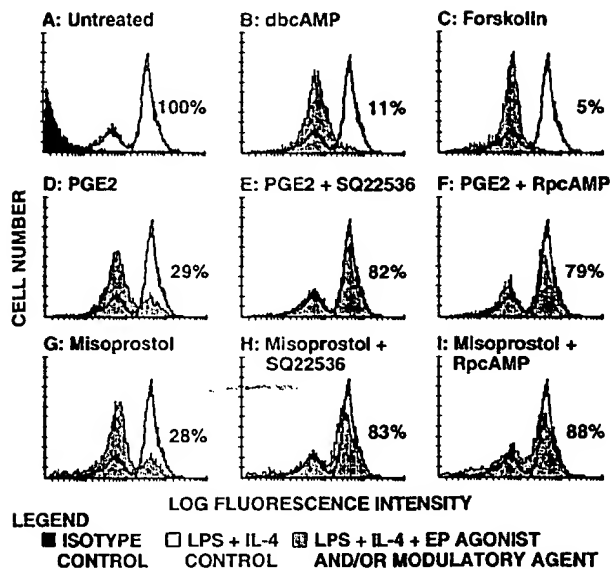 A: Untreated
B: dbcAMP
C: Forskolin
100%
11%
5%
D: PGE2
E: PGE2 + SQ22536
F: PGE2 + RpcAMP
29%
82%
79%
G: Misoprostol
H: Misoprostol +
SQ22536
I: Misoprostol +
RpcAMP
28%
83%
88%
CELL NUMBER
LOG FLUORESCENCE INTENSITY
LEGEND
ISOTYPE CONTROL
LPS + IL-4 CONTROL
LPS + IL-4 + EP AGONIST
AND/OR MODULATORY AGENT